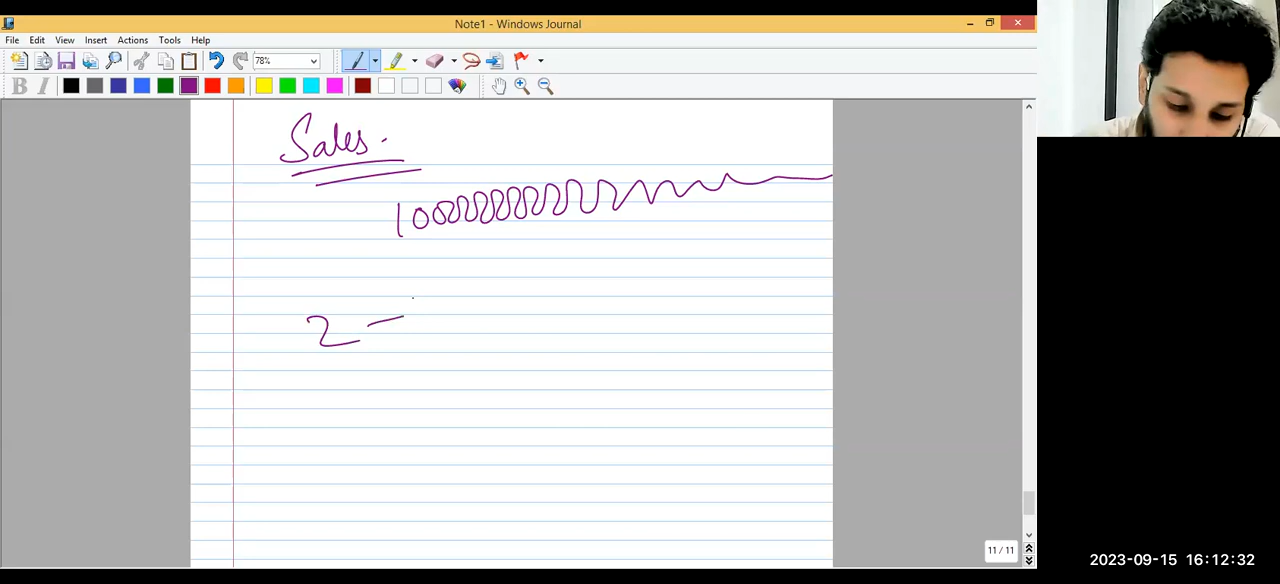 Note1 - Windows Journal
File Edit View Insert Actions Tools Help
78%
B I
Sales.
2 -
11 / 11
2023-09-15 16:12:32